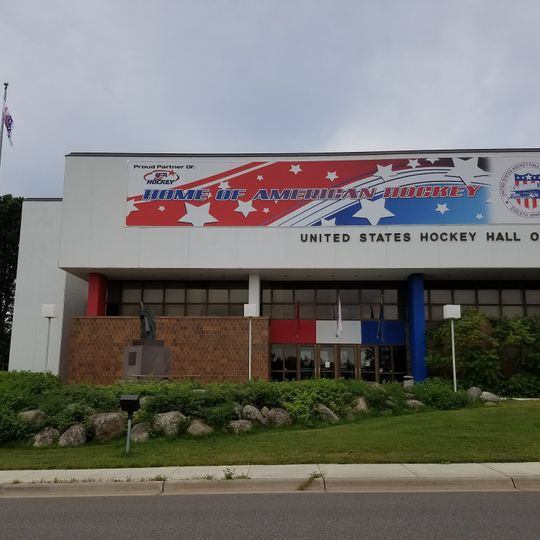 Proud Partner Of:
USA
HOCKEY
HOME OF AMERICAN HOCKEY
UNITED STATES HOCKEY HALL O